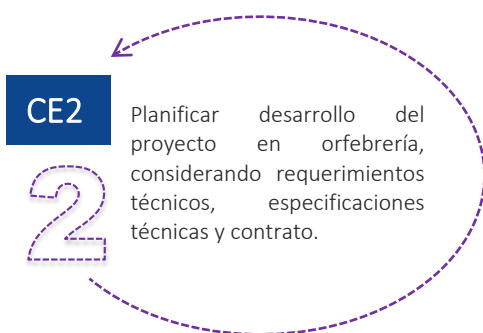 CE2
2
Planificar desarrollo del
proyecto en orfebrería,
considerando requerimientos
técnicos, especificaciones
técnicas y contrato.